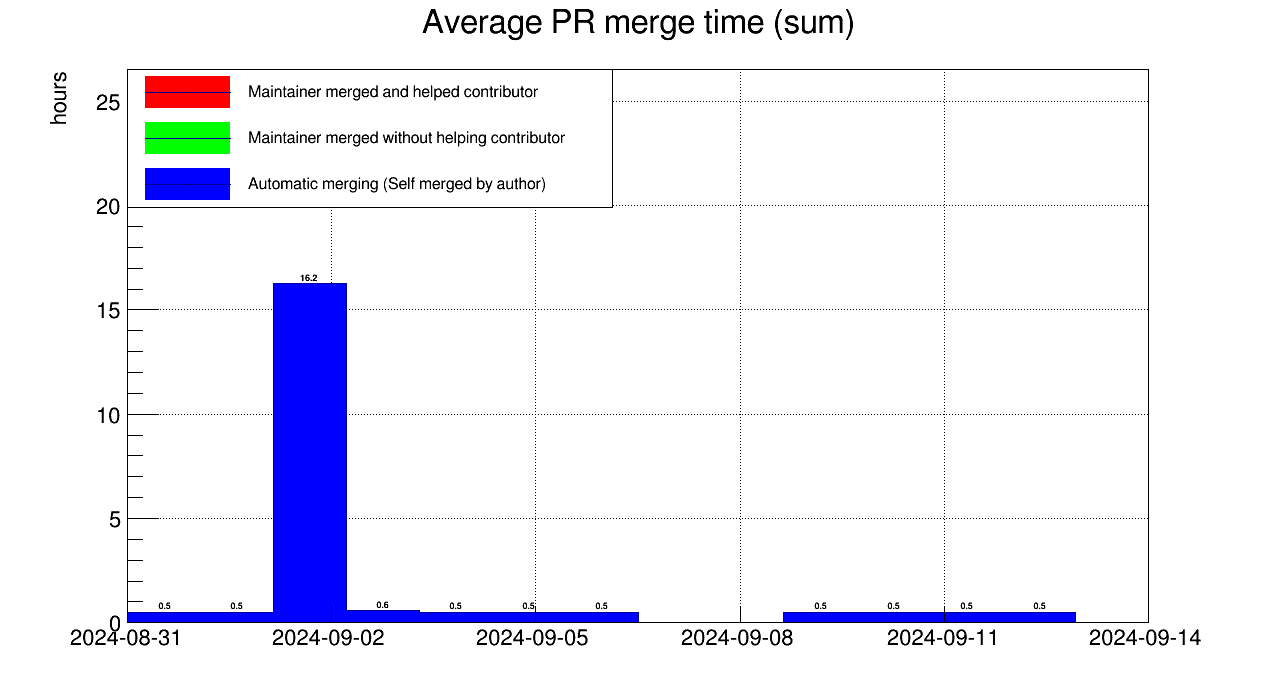 Average PR merge time (sum)
hours
Maintainer merged and helped contributor
Maintainer merged without helping contributor
Automatic merging (Self merged by author)
25
20
15
10
5
0
16.2
0.5 0.5 0.6 0.5 0.5 0.5 0.5 0.5 0.5 0.5
2024-08-31 2024-09-02 2024-09-05 2024-09-08 2024-09-11 2024-09-14